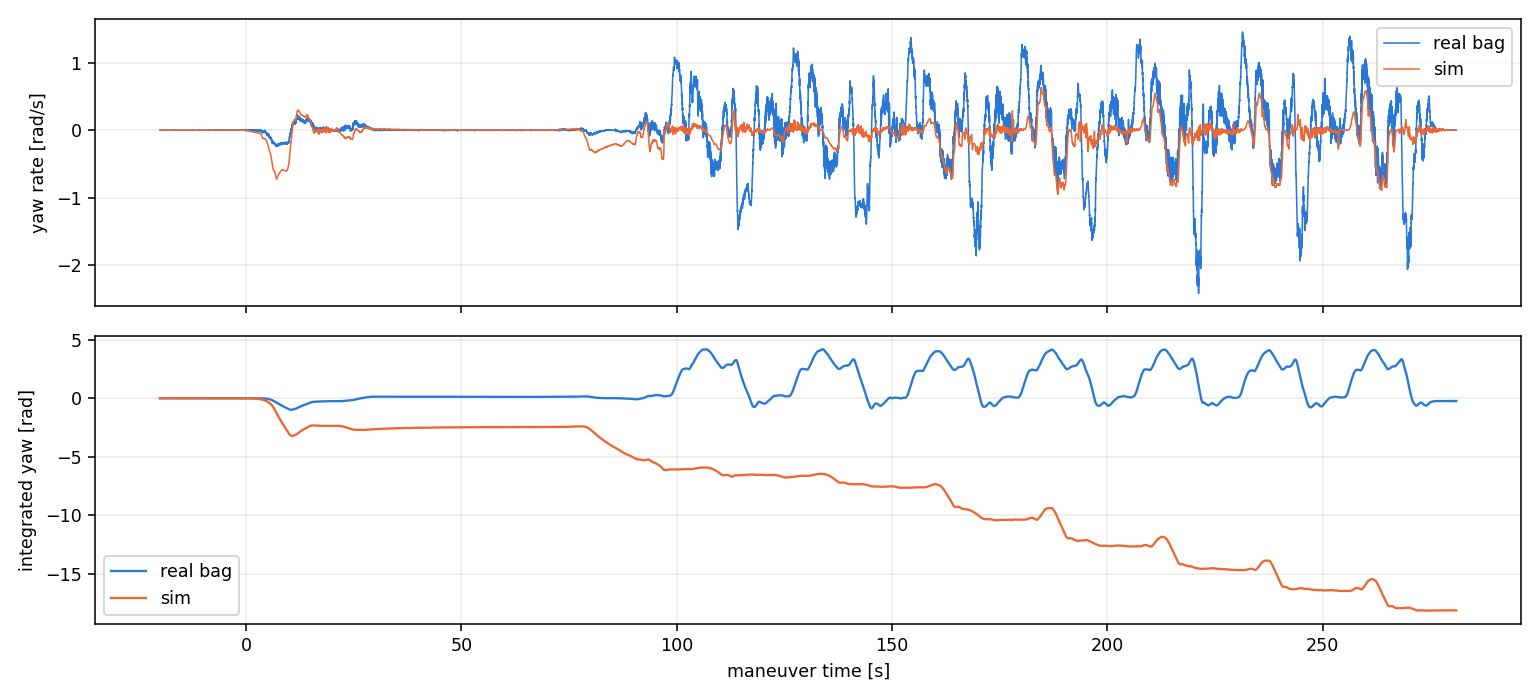 yaw rate [rad/s]
1
0
−1
−2
real bag
sim
integrated yaw [rad]
5
0
−5
−10
−15
real bag
sim
0
50
100
150
200
250
maneuver time [s]